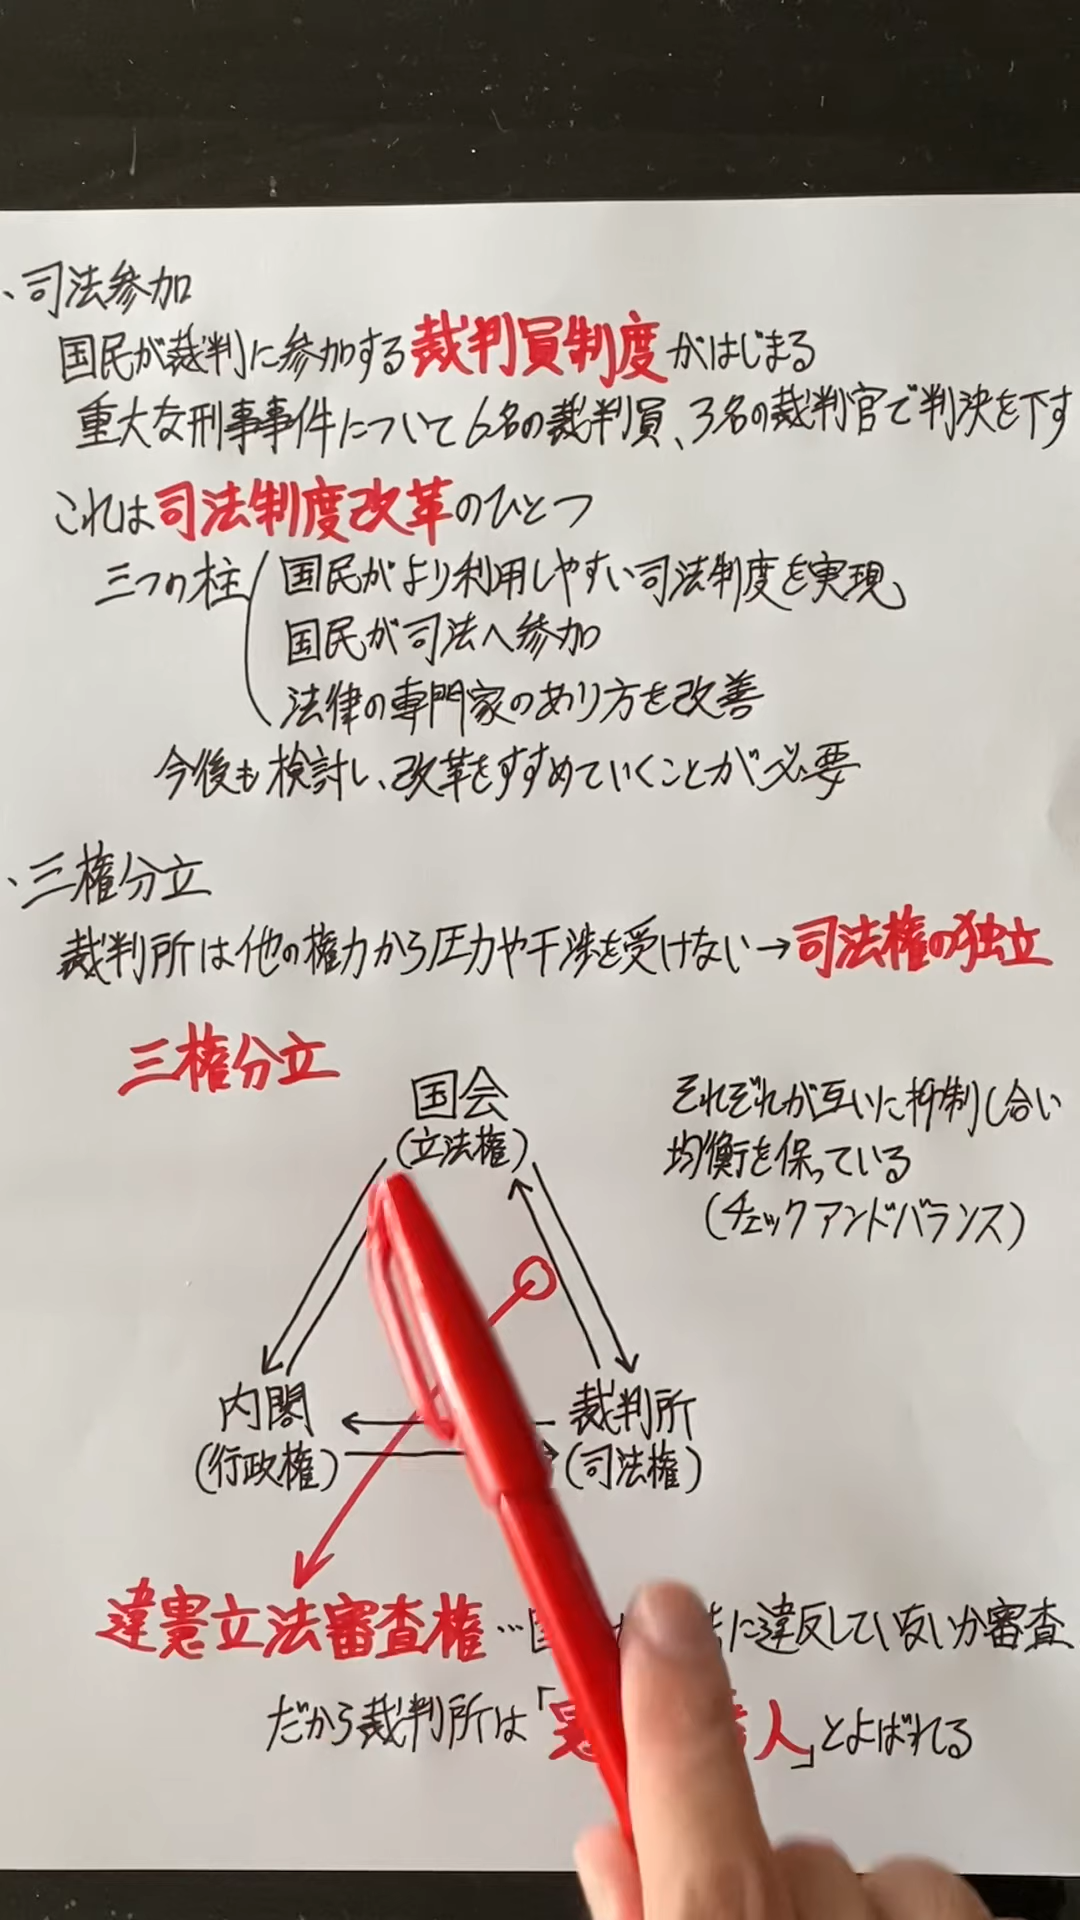 ・司法参加
国民が裁判に参加する裁判員制度がはじまる
重大な刑事事件について6名の裁判員、3名の裁判官で判決を下す
これは司法制度改革のひとつ
三つの柱
国民がより利用しやすい司法制度を実現
国民が司法へ参加
法律の専門家のあり方を改善
今後も検討し、改革をすすめていくことが必要
・三権分立
裁判所は他の権力から圧力や干渉を受けない→司法権の独立
三権分立
国会
(立法権)
それぞれが互いに抑制し合い
均衡を保っている
(チェックアンドバランス)
内閣
(行政権)
裁判所
(司法権)
違憲立法審査権…に違反していないか審査
だから裁判所は「人」とよばれる